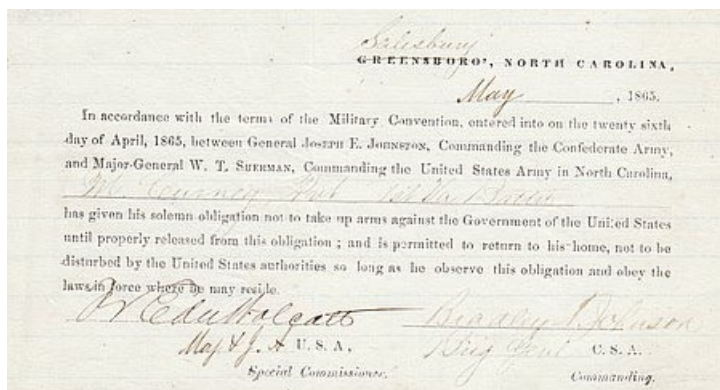 Salisbury
GREENSBORO', NORTH CAROLINA,
May , 1865.
In accordance with the terms of the Military Convention, entered into on the twenty sixth
day of April, 1865, between General JOSEPH E. JOHNSTON, Commanding the Confederate Army,
and Major-General W. T. SHERMAN, Commanding the United States Army in North Carolina,
has given his solemn obligation not to take up arms against the Government of the United States
until properly released from this obligation ; and is permitted to return to his home, not to be
disturbed by the United States authorities so long as he observe this obligation and obey the
laws in force where he may reside.
Bradley T Johnson
Maj & J. A U. S. A., Brig Genl C. S. A.
Special Commissioner. Commanding.